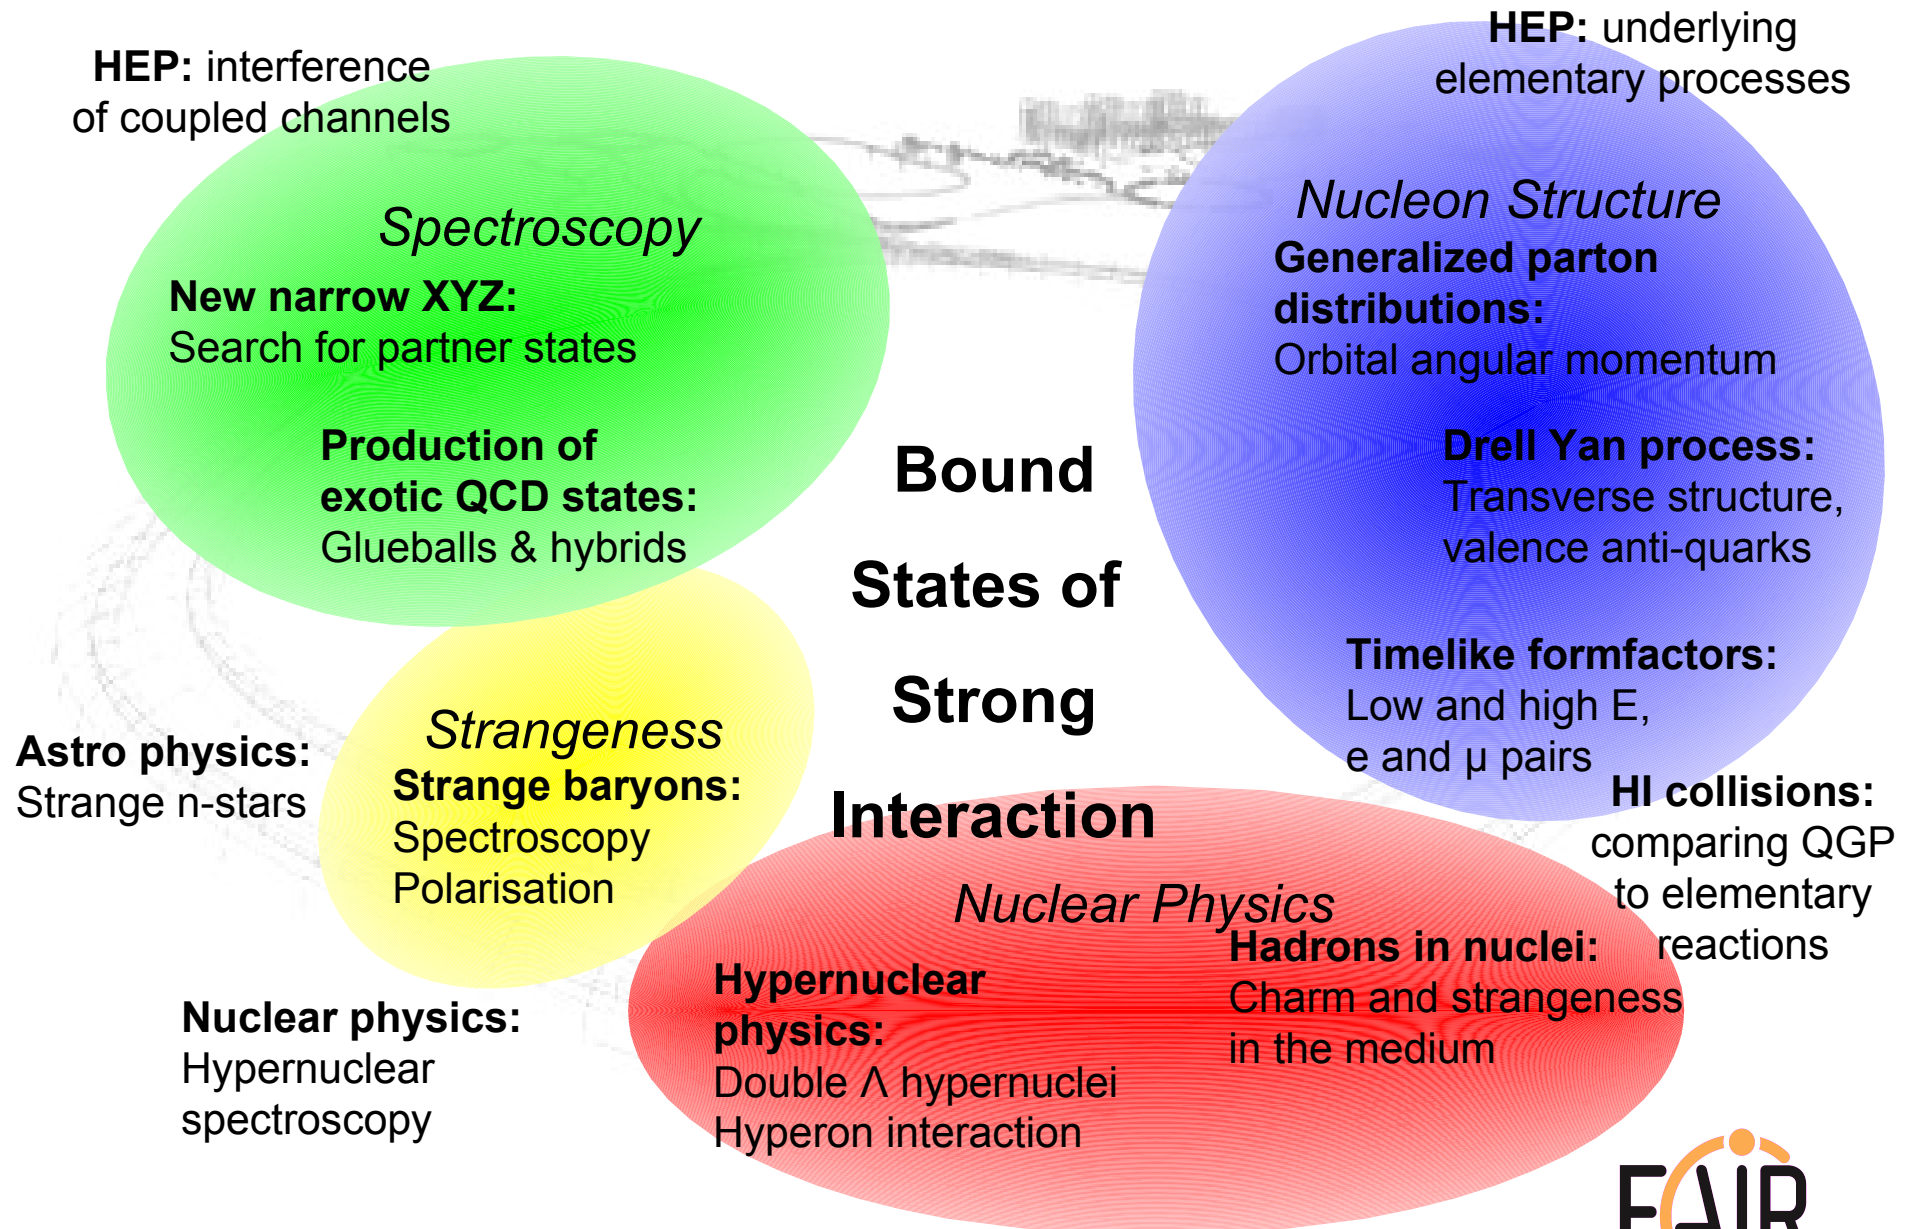 HEP: interference
of coupled channels
HEP: underlying
elementary processes
Spectroscopy
New narrow XYZ:
Search for partner states
Production of
exotic QCD states:
Glueballs & hybrids
Nucleon Structure
Generalized parton
distributions:
Orbital angular momentum
Drell Yan process:
Transverse structure,
valence anti-quarks
Timelike formfactors:
Low and high E,
e and μ pairs
Bound
States of
Strong
Interaction
Strangeness
Strange baryons:
Spectroscopy
Polarisation
Astro physics:
Strange n-stars
HI collisions:
comparing QGP
to elementary
reactions
Nuclear Physics
Hadrons in nuclei:
Charm and strangeness
in the medium
Hypernuclear
physics:
Double Λ hypernuclei
Hyperon interaction
Nuclear physics:
Hypernuclear
spectroscopy
FAIR